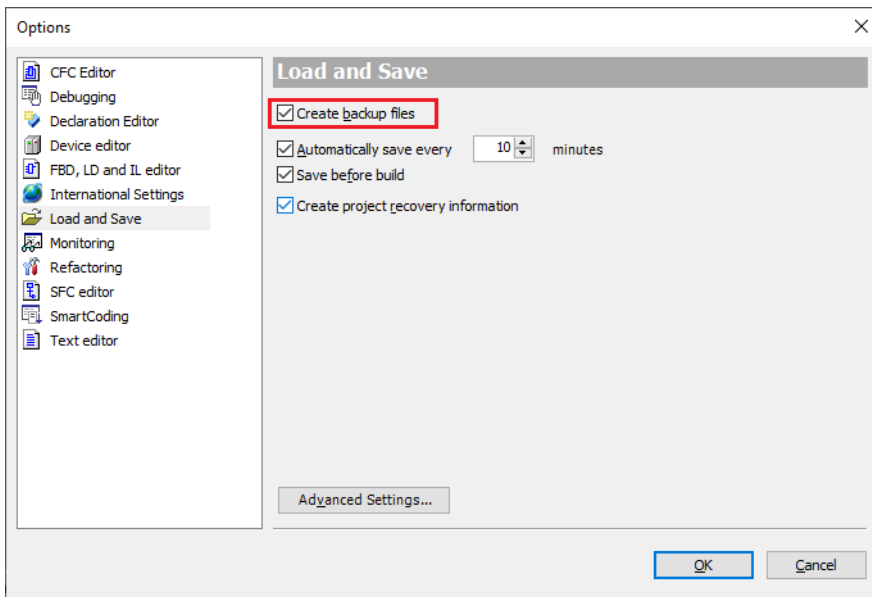 Options
CFC Editor
Debugging
Declaration Editor
Device editor
FBD, LD and IL editor
International Settings
Load and Save
Monitoring
Refactoring
SFC editor
SmartCoding
Text editor
Load and Save
Create backup files
Automatically save every 10 minutes
Save before build
Create project recovery information
Advanced Settings...
OK
Cancel